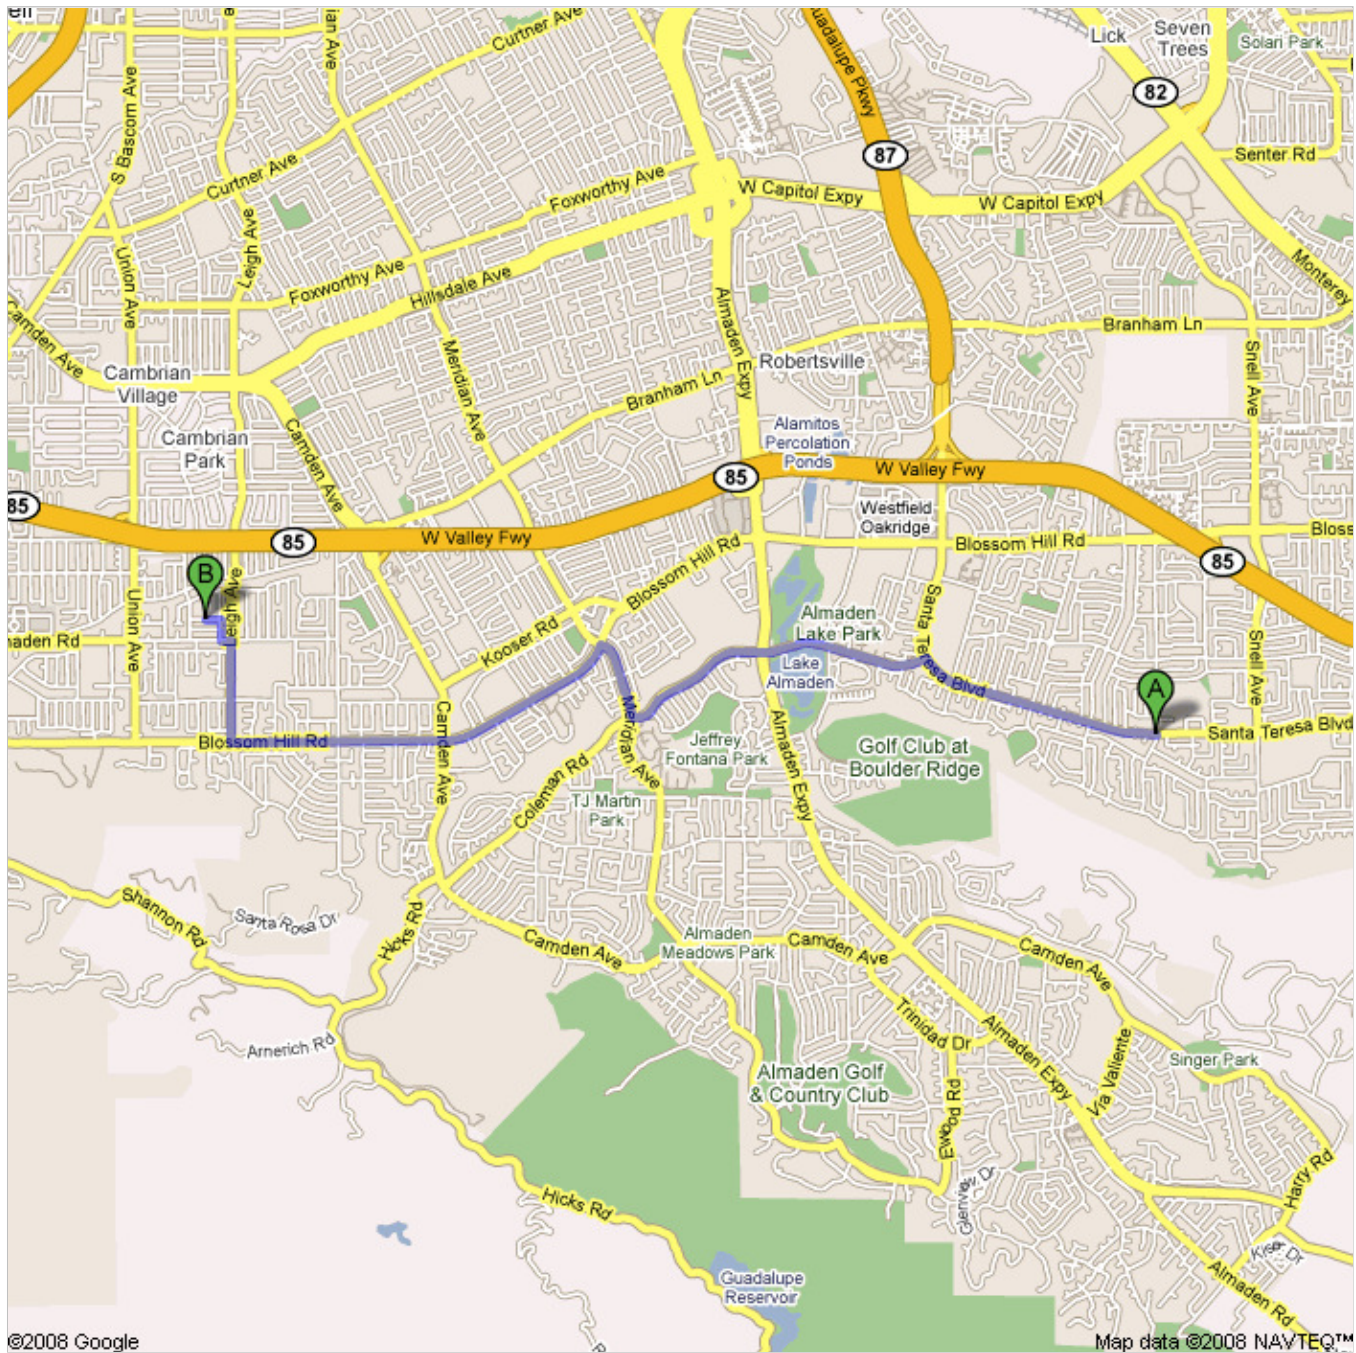 ell
Curtner Ave
Guadalupe Pkwy
Lick
Seven
Trees
Solari Park
82
S Bascom Ave
87
Senter Rd
Curtner Ave
Foxworthy Ave
W Capitol Expy
W Capitol Expy
Leigh Ave
Union Ave
Foxworthy Ave
Hillsdale Ave
Monterey
Almaden Expy
Camden Ave
Branham Ln
Meridian Ave
Robertsville
Snell Ave
Cambrian
Village
Branham Ln
Camden Ave
Cambrian
Park
Alamitos
Percolation
Ponds
W Valley Fwy
85
85
Westfield
Oakridge
85
W Valley Fwy
Blossom Hill Rd
Bloss
85
B
Leigh Ave
Union Ave
Blossom Hill Rd
Santa Teresa Blvd
Almaden
Lake Park
naden Rd
Kooser Rd
Snell Ave
Lake
Almaden
A
Meridian Ave
Camden Ave
Blossom Hill Rd
Santa Teresa Blvd
Jeffrey
Fontana Park
Golf Club at
Boulder Ridge
Almaden Expy
Coleman Rd
TJ Martin
Park
Shannon Rd
Santa Rosa Dr
Hicks Rd
Camden Ave
Almaden
Meadows Park
Camden Ave
Camden Ave
Trinidad Dr
Almaden Expy
Arnerich Rd
Via Valiente
Singer Park
Almaden Golf
& Country Club
Elwood Rd
Harry Rd
Glenview Dr
Hicks Rd
Almaden Rd
Guadalupe
Reservoir
©2008 Google
Map data ©2008 NAVTEQ™